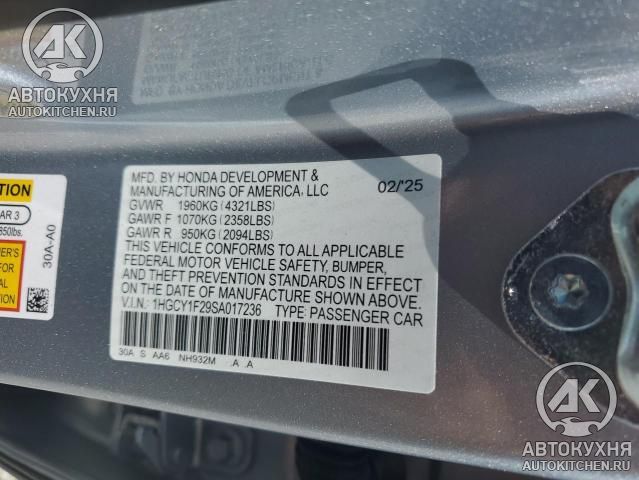 АВТОКУХНЯ
AUTOKITCHEN.RU
MFD. BY HONDA DEVELOPMENT &
MANUFACTURING OF AMERICA, LLC 02/'25
GVWR 1960KG (4321LBS)
GAWR F 1070KG (2358LBS)
GAWR R 950KG (2094LBS)
THIS VEHICLE CONFORMS TO ALL APPLICABLE
FEDERAL MOTOR VEHICLE SAFETY, BUMPER,
AND THEFT PREVENTION STANDARDS IN EFFECT
ON THE DATE OF MANUFACTURE SHOWN ABOVE.
V.I.N.: 1HGCY1F29SA017236 TYPE: PASSENGER CAR
30A S AA6 NH932M .A .A
AR 3
850lbs.
30A-A0
АВТОКУХНЯ
AUTOKITCHEN.RU